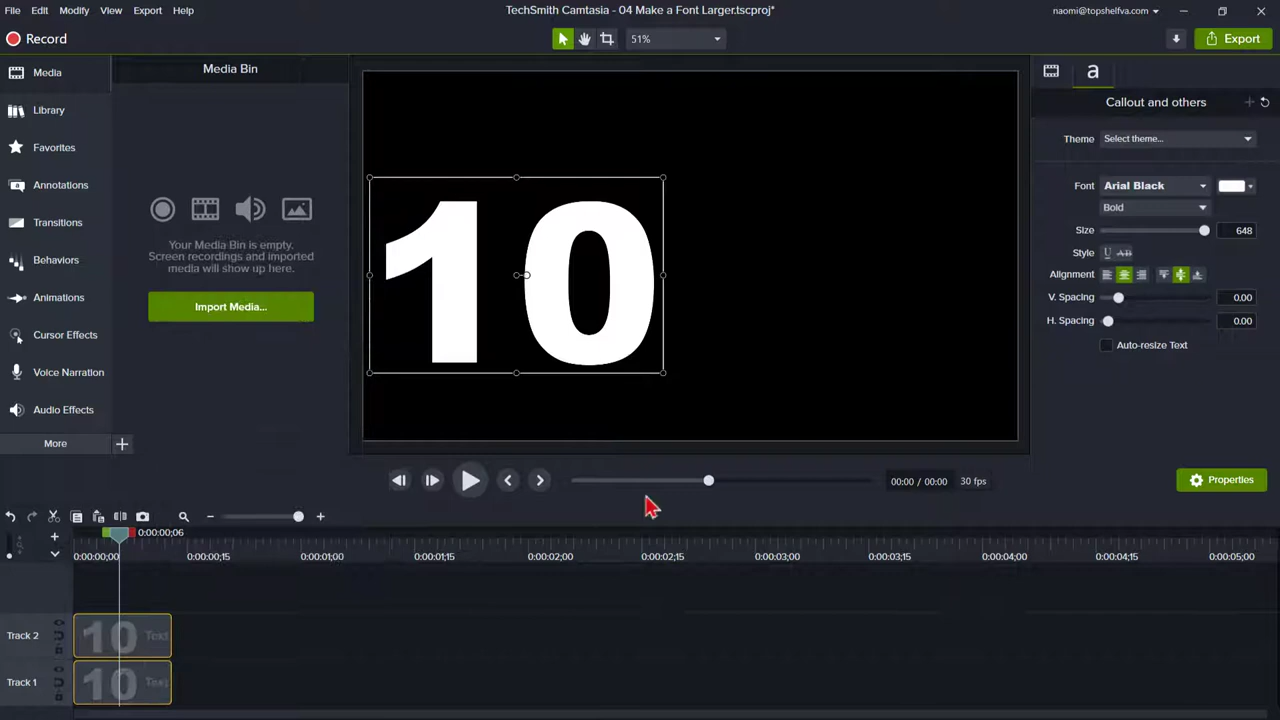 File Edit Modify View Export Help
TechSmith Camtasia - 04 Make a Font Larger.tscproj*
naomi@topshelfva.com
Record
51%
Export
Media
Library
Favorites
Annotations
Transitions
Behaviors
Animations
Cursor Effects
Voice Narration
Audio Effects
More
Media Bin
Your Media Bin is empty.
Screen recordings and imported
media will show up here.
Import Media...
10
a
Callout and others
Theme Select theme...
Font Arial Black
Bold
Size 648
Style U AB
Alignment
V. Spacing 0.00
H. Spacing 0.00
Auto-resize Text
00:00 / 00:00 30 fps
Properties
0:00:00;06
0:00:00;00 0:00:00;15 0:00:01;00 0:00:01;15 0:00:02;00 0:00:02;15 0:00:03;00 0:00:03;15 0:00:04;00 0:00:04;15 0:00:05;00
Track 2 10
Track 1 10